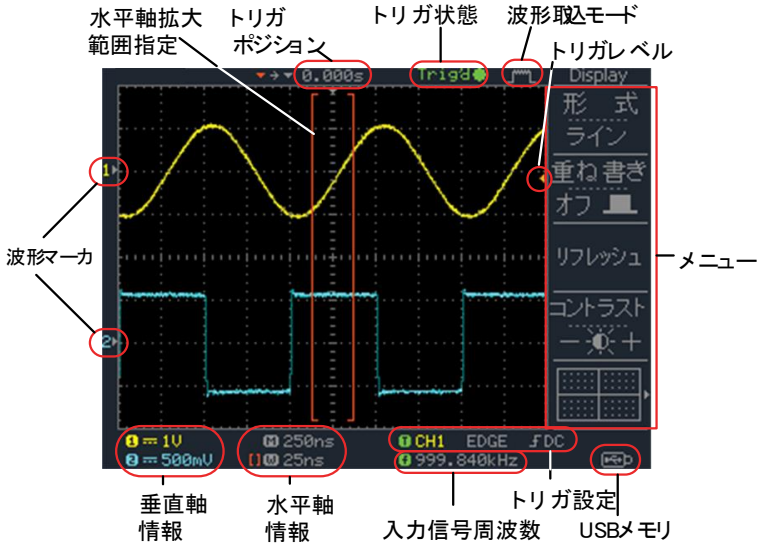 水平軸拡大
範囲指定
トリガ
ポジション
トリガ状態
波形取込モード
トリガレベル
0.000s
Trig'd
Display
形 式
ライン
重ね書き
オフ
リフレッシュ
コントラスト
1
2
波形マーカ
メニュー
1 1V
2 500mV
M 250ns
[] W 25ns
T CH1 EDGE DC
f 999.840kHz
垂直軸
情報
水平軸
情報
入力信号周波数
トリガ設定
USBメモリ